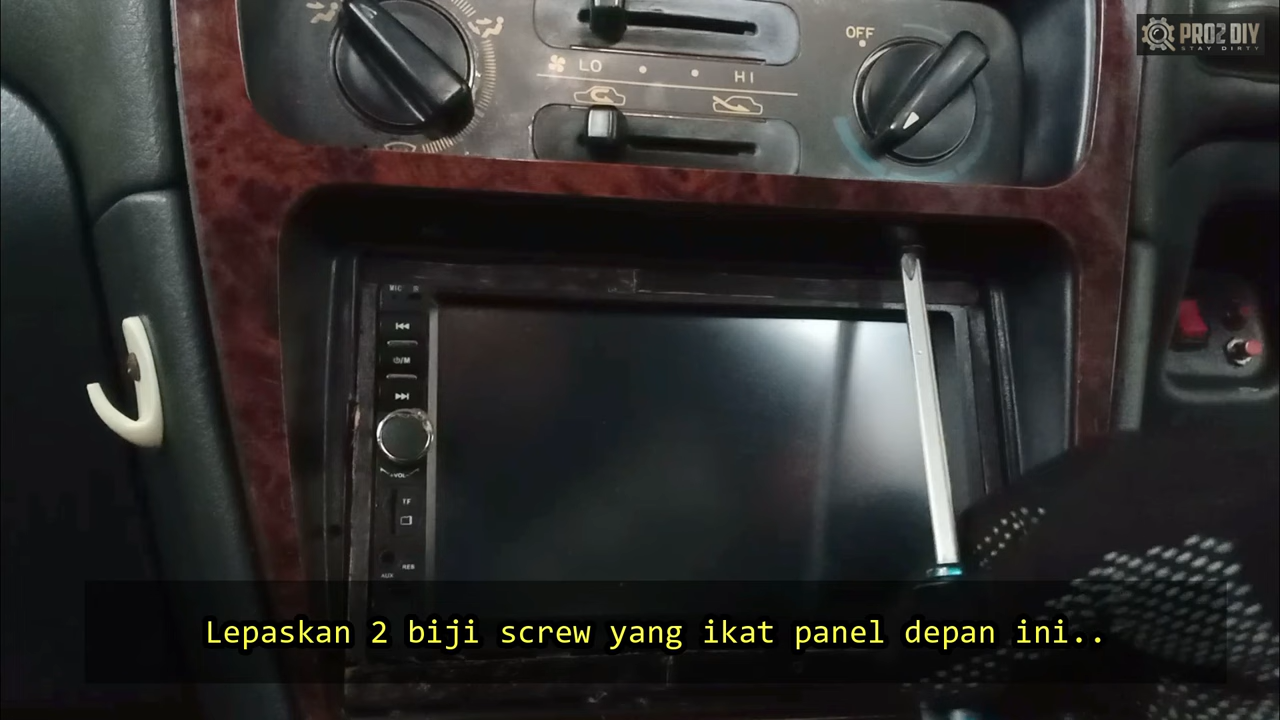 PRO2 DIY
STAY DIRTY
OFF
LO
HI
MIC
⏻/M
VOL
TF
RES
AUX
Lepaskan 2 biji screw yang ikat panel depan ini..